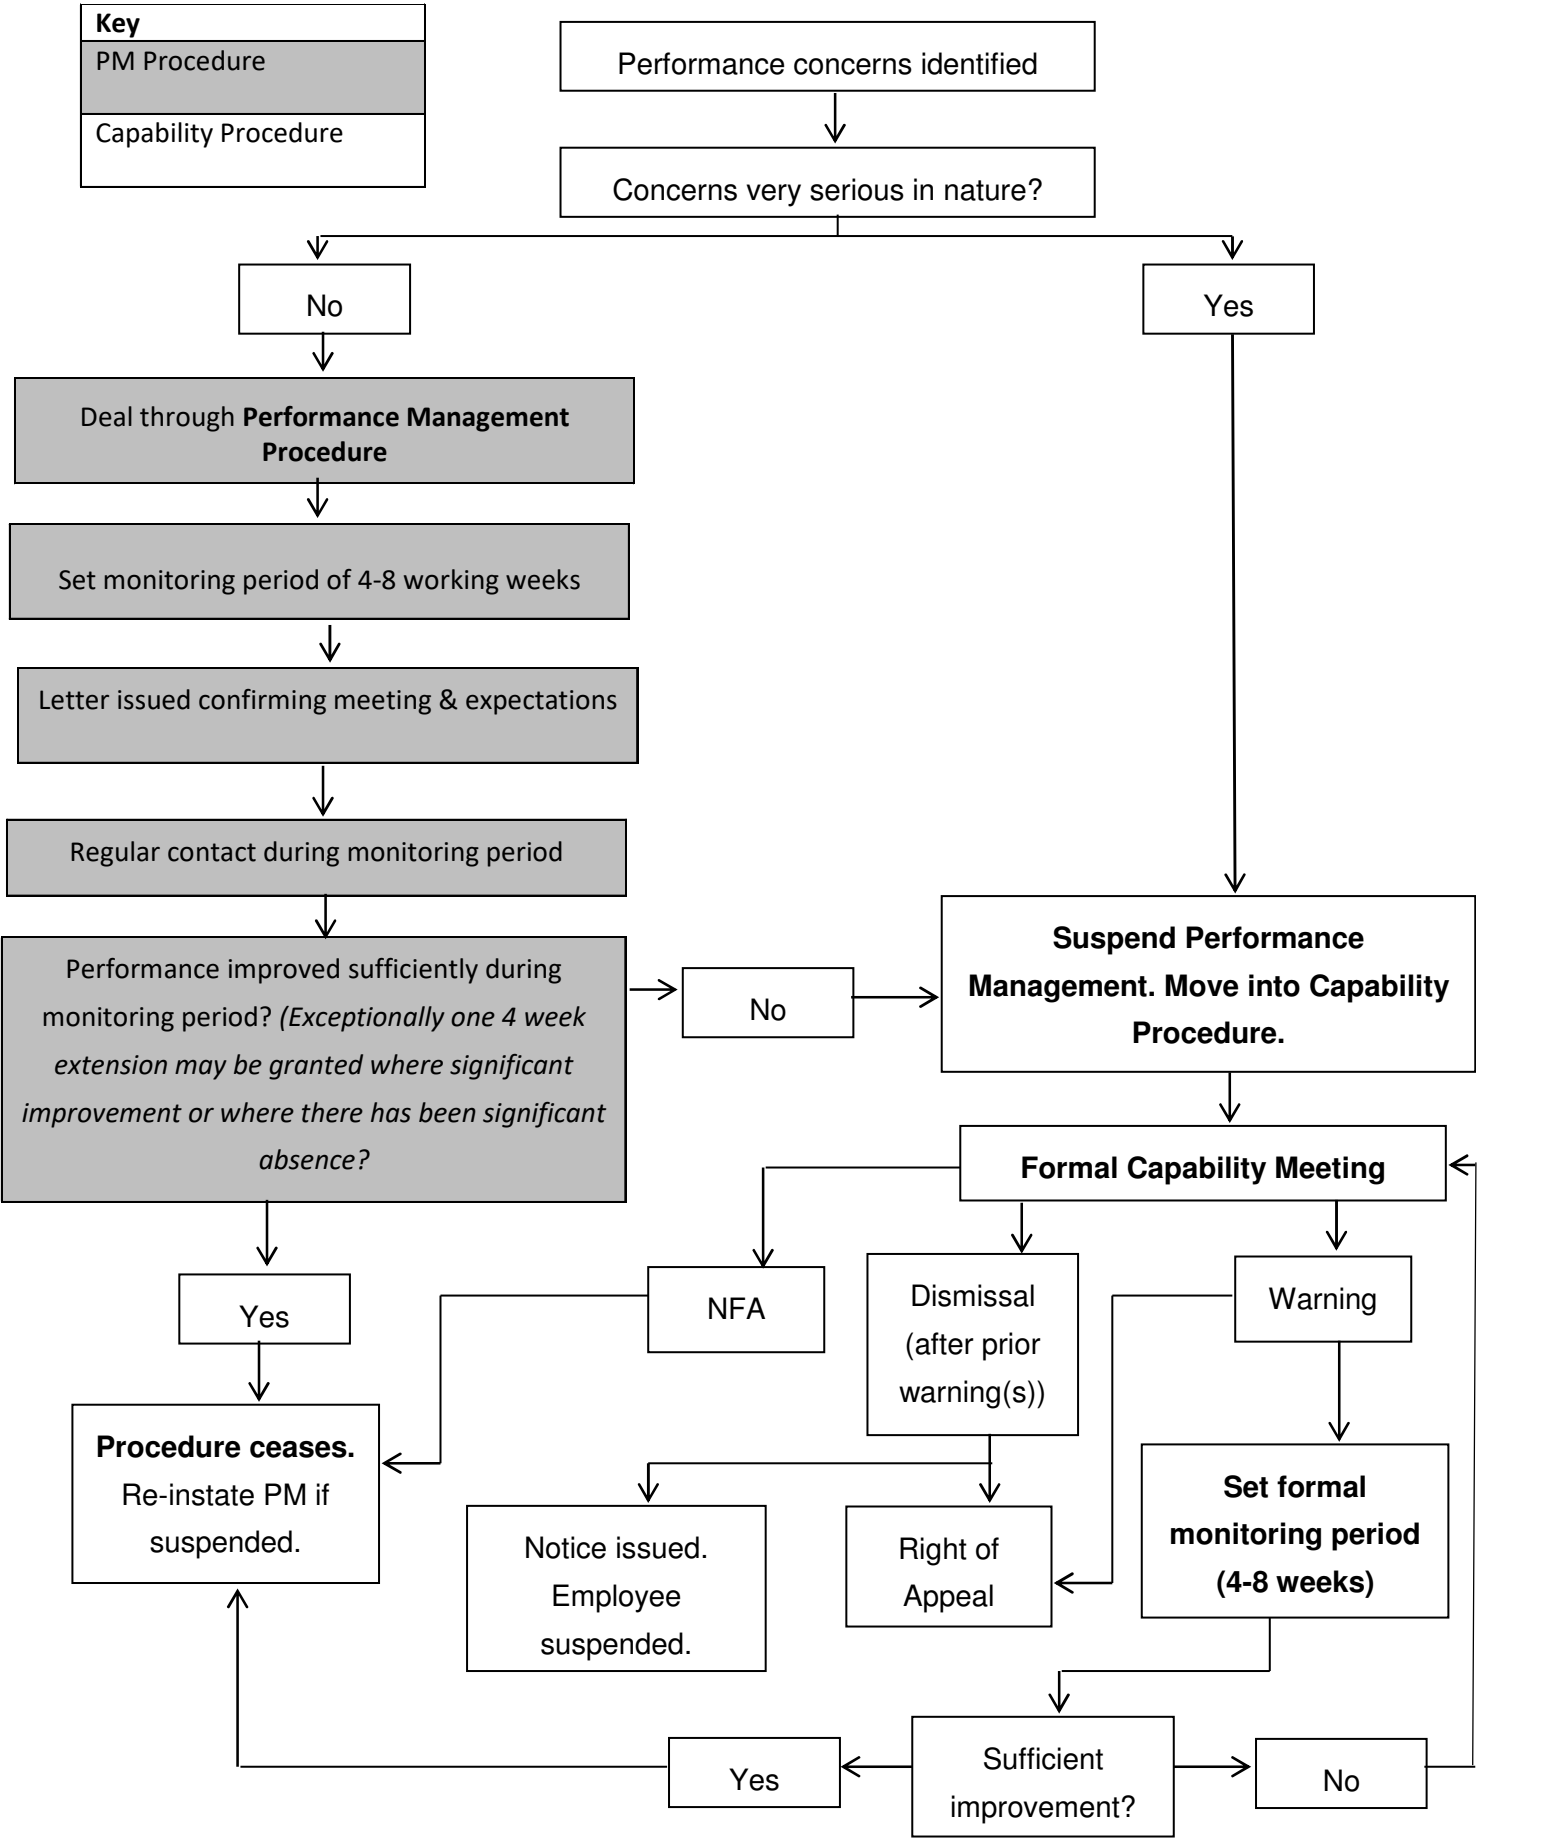 Key
PM Procedure
Capability Procedure
Performance concerns identified
Concerns very serious in nature?
No
Yes
Deal through Performance Management
Procedure
Set monitoring period of 4-8 working weeks
Letter issued confirming meeting & expectations
Regular contact during monitoring period
Performance improved sufficiently during
monitoring period? (Exceptionally one 4 week
extension may be granted where significant
improvement or where there has been significant
absence?
No
Suspend Performance
Management. Move into Capability
Procedure.
Formal Capability Meeting
Yes
NFA
Dismissal
(after prior
warning(s))
Warning
Procedure ceases.
Re-instate PM if
suspended.
Notice issued.
Employee
suspended.
Right of
Appeal
Set formal
monitoring period
(4-8 weeks)
Yes
Sufficient
improvement?
No